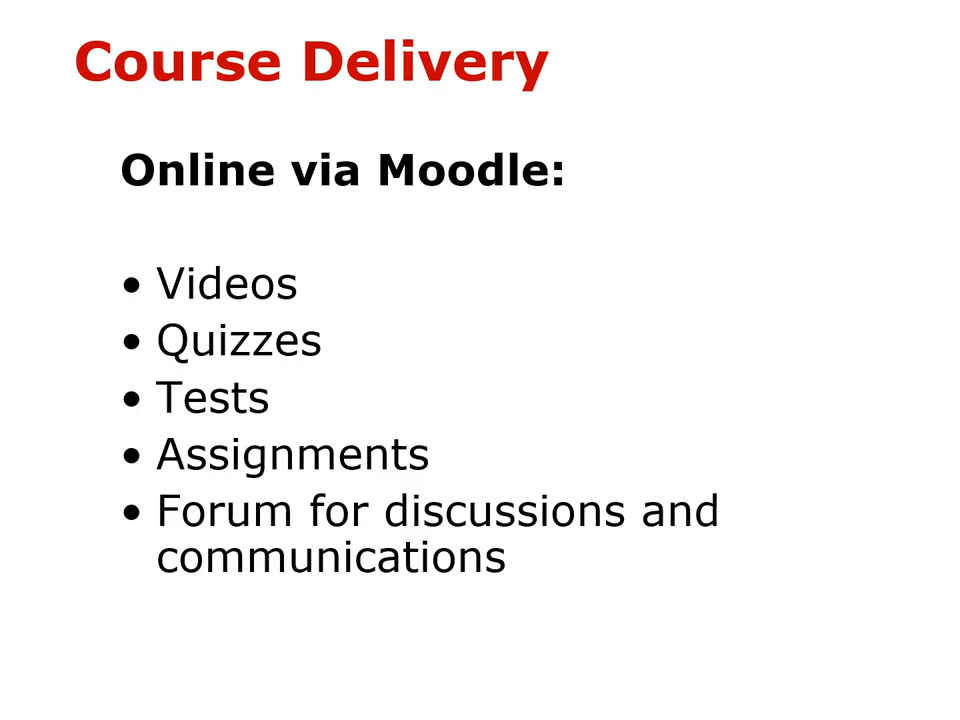 Course Delivery
Online via Moodle:
• Videos
• Quizzes
• Tests
• Assignments
• Forum for discussions and
communications